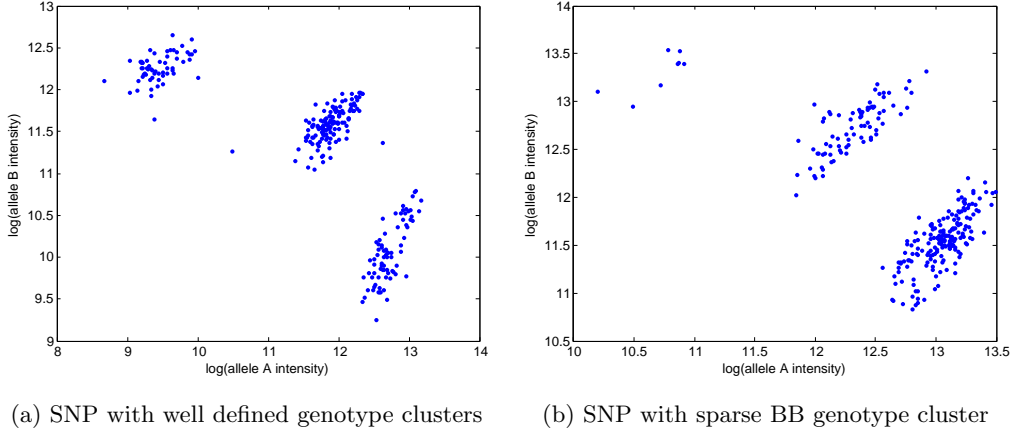 13
12.5
12
11.5
11
10.5
10
9.5
9
8 9 10 11 12 13 14
log(allele A intensity)
log(allele B intensity)
(a) SNP with well defined genotype clusters
14
13.5
13
12.5
12
11.5
11
10.5
10 10.5 11 11.5 12 12.5 13 13.5
log(allele A intensity)
log(allele B intensity)
(b) SNP with sparse BB genotype cluster